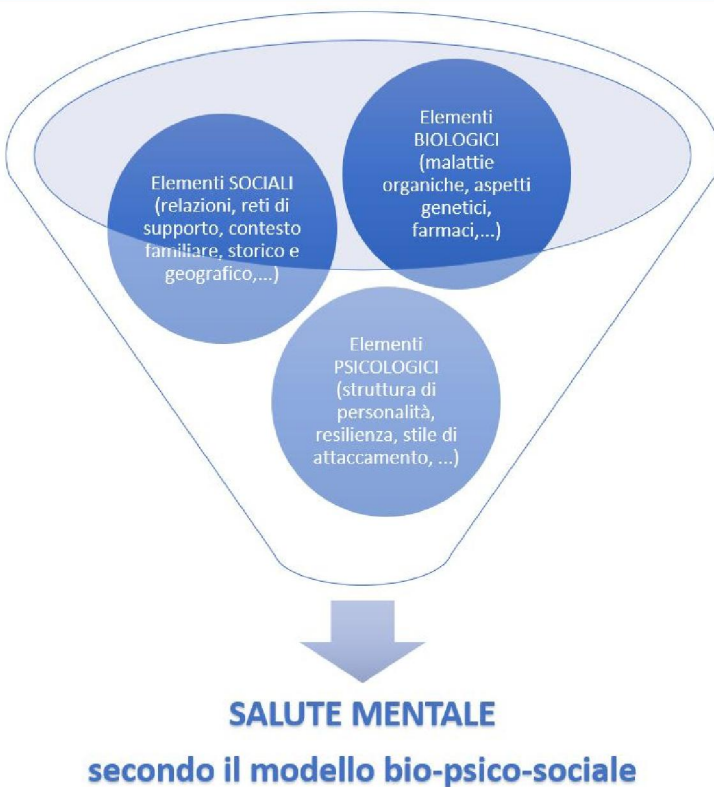 Elementi SOCIALI
(relazioni, reti di
supporto, contesto
familiare, storico e
geografico,...)
Elementi
BIOLOGICI
(malattie
organiche, aspetti
genetici,
farmaci,...)
Elementi
PSICOLOGICI
(struttura di
personalità,
resilienza, stile di
attaccamento, ...)
SALUTE MENTALE
secondo il modello bio-psico-sociale